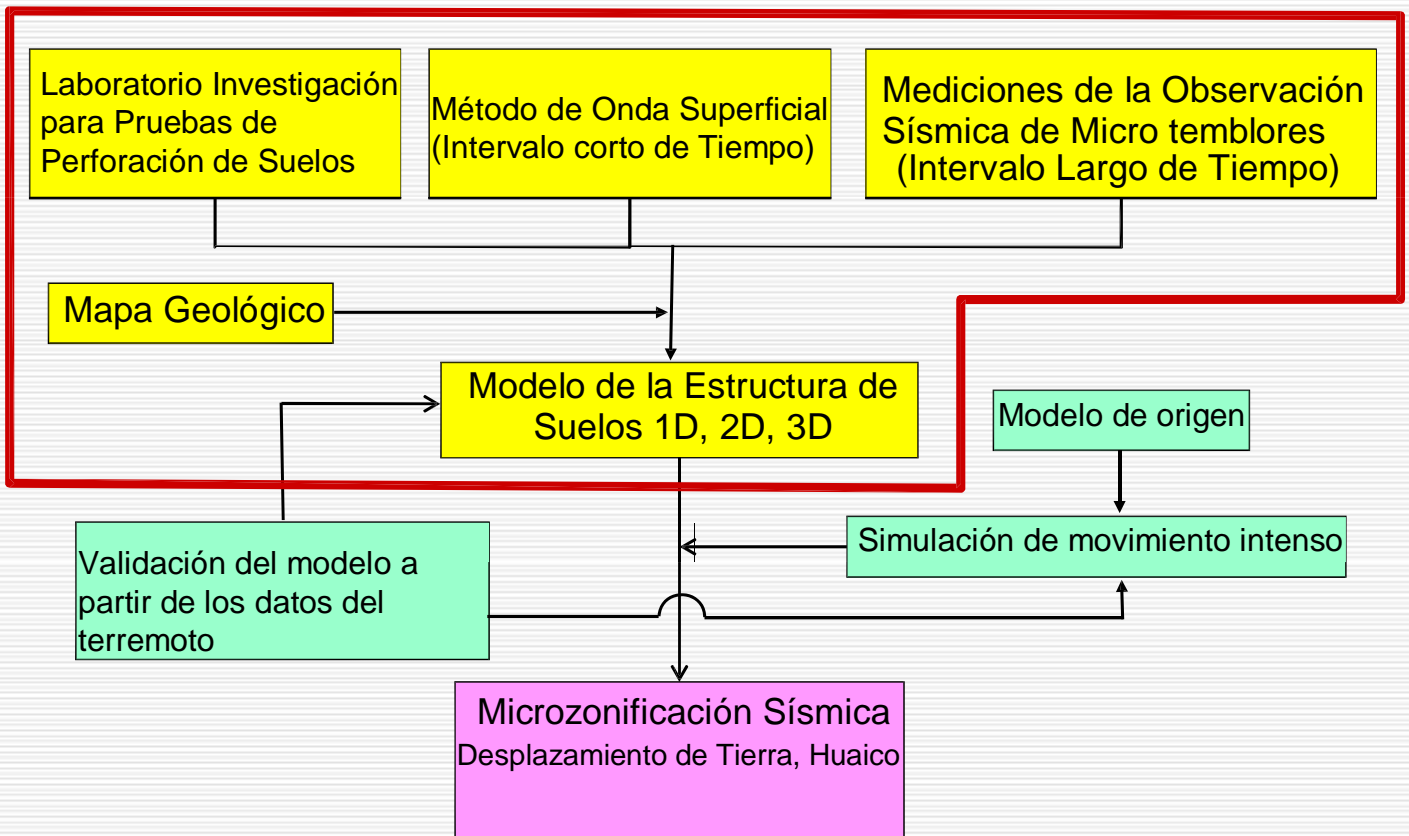 Laboratorio Investigación
para Pruebas de
Perforación de Suelos
Método de Onda Superficial
(Intervalo corto de Tiempo)
Mediciones de la Observación
Sísmica de Micro temblores
(Intervalo Largo de Tiempo)
Mapa Geológico
Modelo de la Estructura de
Suelos 1D, 2D, 3D
Modelo de origen
Validación del modelo a
partir de los datos del
terremoto
Simulación de movimiento intenso
Microzonificación Sísmica
Desplazamiento de Tierra, Huaico